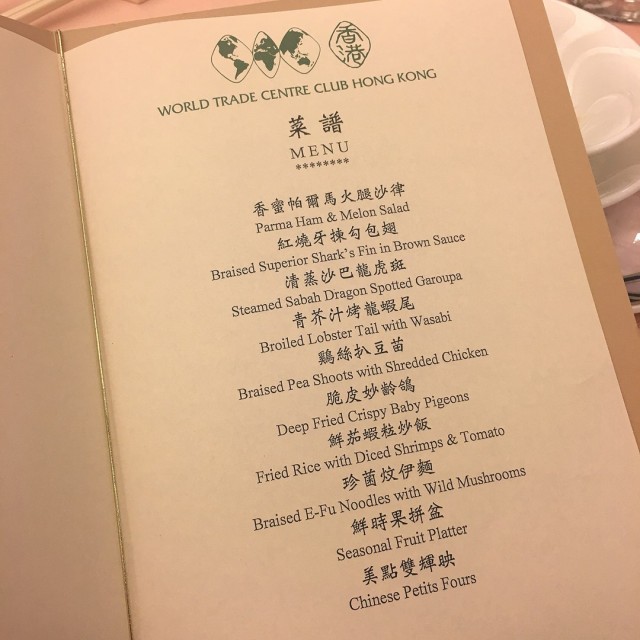 香港
WORLD TRADE CENTRE CLUB HONG KONG
菜譜
MENU
********
香蜜帕爾馬火腿沙律
Parma Ham & Melon Salad
紅燒牙揀勾包翅
Braised Superior Shark's Fin in Brown Sauce
清蒸沙巴龍虎斑
Steamed Sabah Dragon Spotted Garoupa
青芥汁烤龍蝦尾
Broiled Lobster Tail with Wasabi
鷄絲扒豆苗
Braised Pea Shoots with Shredded Chicken
脆皮妙齡鴿
Deep Fried Crispy Baby Pigeons
鮮茄蝦粒炒飯
Fried Rice with Diced Shrimps & Tomato
珍菌炆伊麵
Braised E-Fu Noodles with Wild Mushrooms
鮮時果拼盆
Seasonal Fruit Platter
美點雙輝映
Chinese Petits Fours